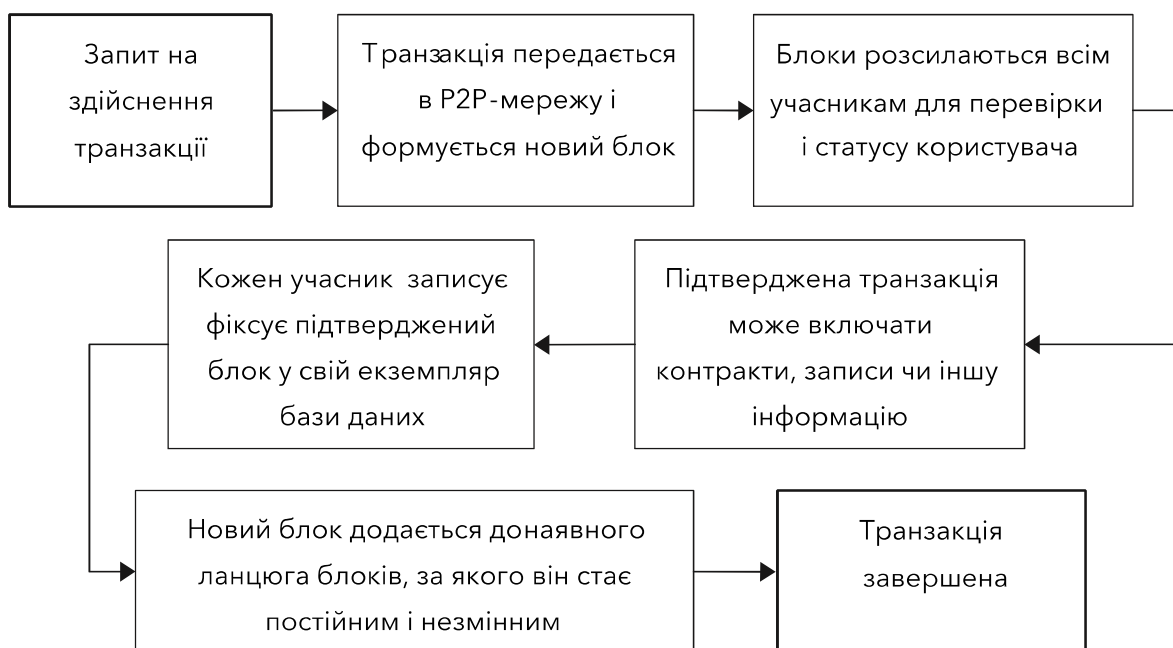 Запит на
здійснення
транзакції
Транзакція передається
в P2P-мережу і
формується новий блок
Блоки розсилаються всім
учасникам для перевірки
і статусу користувача
Підтверджена транзакція
може включати
контракти, записи чи іншу
інформацію
Кожен учасник записує
фіксує підтверджений
блок у свій екземпляр
бази даних
Новий блок додається донаявного
ланцюга блоків, за якого він стає
постійним і незмінним
Транзакція
завершена